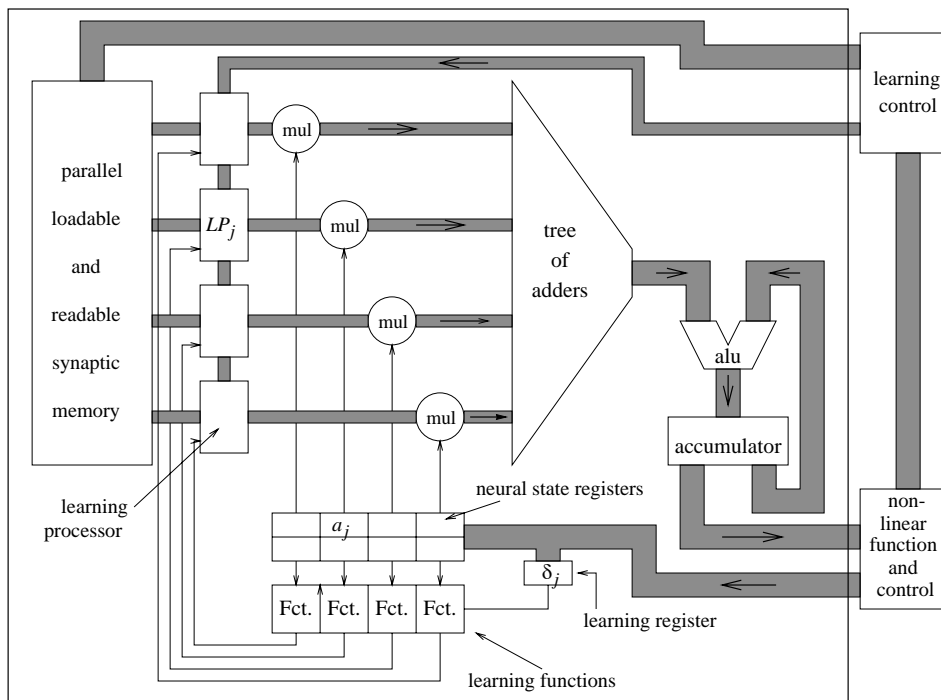 parallel
loadable
and
readable
synaptic
memory
LP_j
mul
mul
mul
mul
tree
of
adders
learning
control
alu
accumulator
non-
linear
function
and
control
learning
processor
neural state registers
a_j
δ_j
Fct. Fct. Fct. Fct.
learning register
learning functions